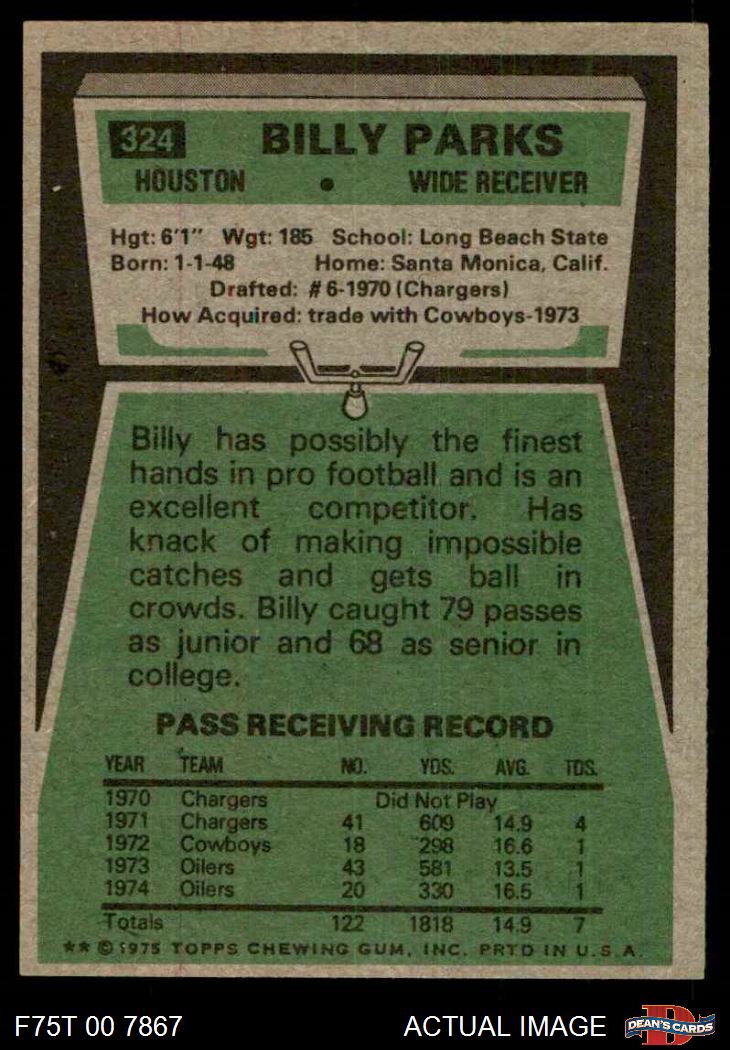 324 BILLY PARKS
HOUSTON • WIDE RECEIVER
Hgt: 6'1" Wgt: 185 School: Long Beach State
Born: 1-1-48 Home: Santa Monica, Calif.
Drafted: #6-1970 (Chargers)
How Acquired: trade with Cowboys-1973
Billy has possibly the finest
hands in pro football and is an
excellent competitor. Has
knack of making impossible
catches and gets ball in
crowds. Billy caught 79 passes
as junior and 68 as senior in
college.
PASS RECEIVING RECORD
YEAR TEAM NO. YDS. AVG. TDS.
1970 Chargers Did Not Play
1971 Chargers 41 609 14.9 4
1972 Cowboys 18 298 16.6 1
1973 Oilers 43 581 13.5 1
1974 Oilers 20 330 16.5 1
Totals 122 1818 14.9 7
** © 1975 TOPPS CHEWING GUM, INC. PRTD IN U.S.A.
F75T 00 7867 ACTUAL IMAGE D DEAN'S CARDS